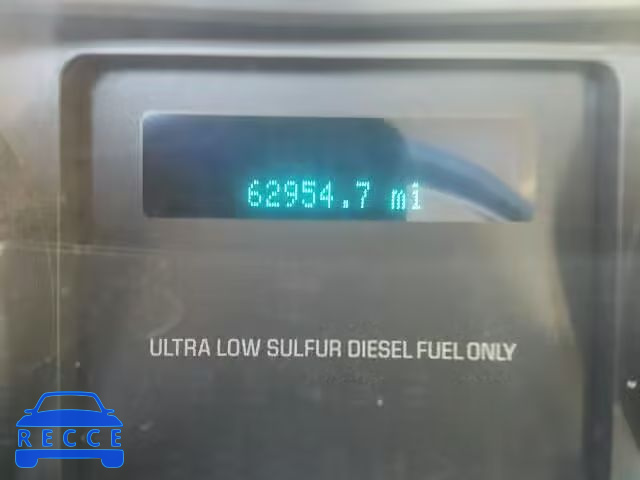 62954.7 mi
ULTRA LOW SULFUR DIESEL FUEL ONLY
RECCE